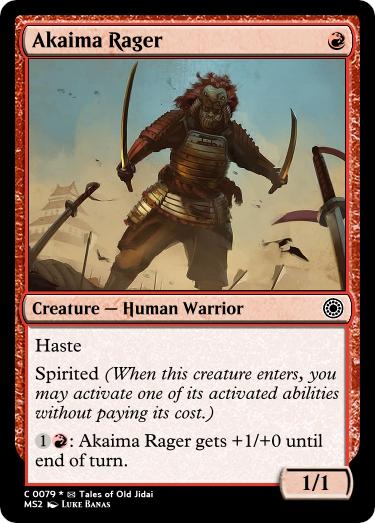 Akaima Rager
Creature — Human Warrior
Haste
Spirited (When this creature enters, you
may activate one of its activated abilities
without paying its cost.)
1R: Akaima Rager gets +1/+0 until
end of turn.
1/1
C 0079 * Tales of Old Jidai
MS2 Luke Banas